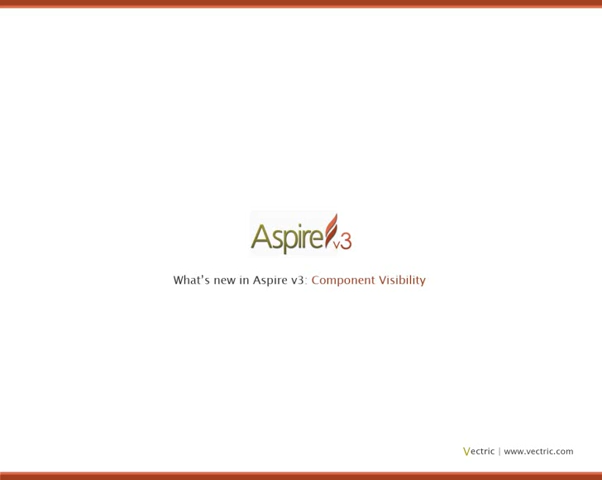 Aspire v3
What's new in Aspire v3: Component Visibility
Vectric | www.vectric.com